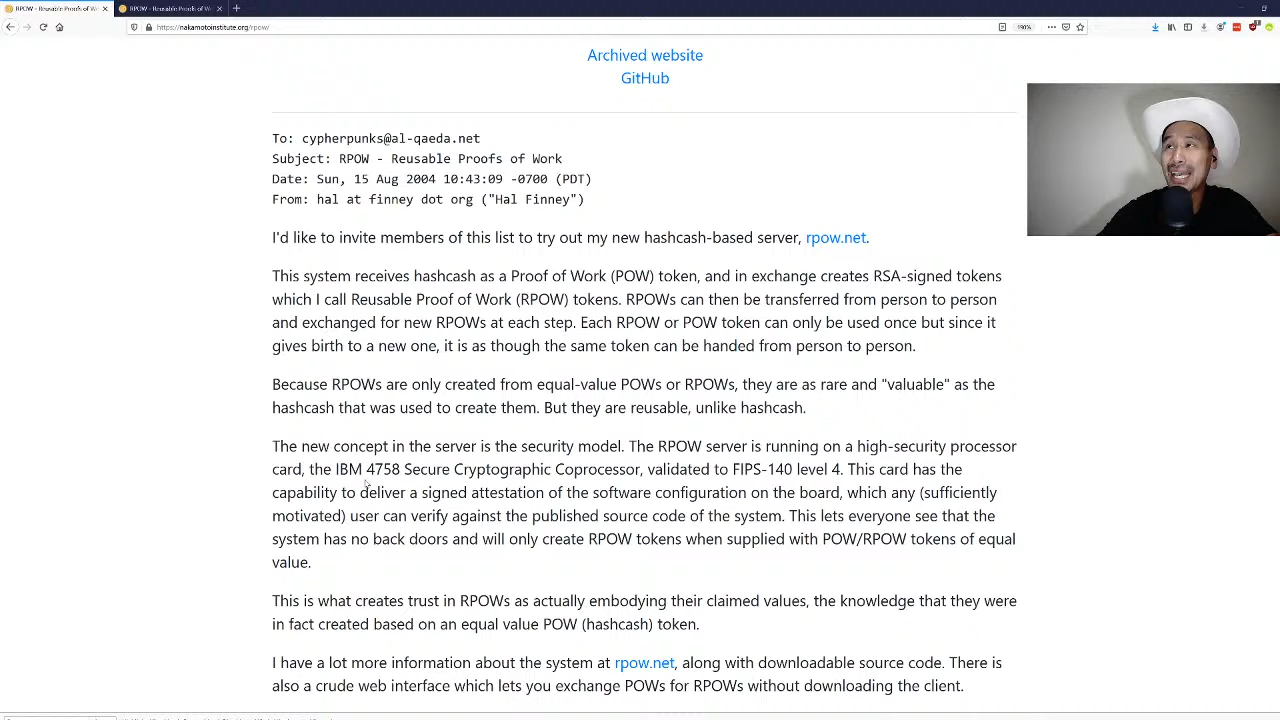 RPOW - Reusable Proofs of Wo
RPOW - Reusable Proofs of Wo
https://nakamotoinstitute.org/rpow/
190%
Archived website
GitHub
To: cypherpunks@al-qaeda.net
Subject: RPOW - Reusable Proofs of Work
Date: Sun, 15 Aug 2004 10:43:09 -0700 (PDT)
From: hal at finney dot org ("Hal Finney")
I'd like to invite members of this list to try out my new hashcash-based server, rpow.net.
This system receives hashcash as a Proof of Work (POW) token, and in exchange creates RSA-signed tokens
which I call Reusable Proof of Work (RPOW) tokens. RPOWs can then be transferred from person to person
and exchanged for new RPOWs at each step. Each RPOW or POW token can only be used once but since it
gives birth to a new one, it is as though the same token can be handed from person to person.
Because RPOWs are only created from equal-value POWs or RPOWs, they are as rare and "valuable" as the
hashcash that was used to create them. But they are reusable, unlike hashcash.
The new concept in the server is the security model. The RPOW server is running on a high-security processor
card, the IBM 4758 Secure Cryptographic Coprocessor, validated to FIPS-140 level 4. This card has the
capability to deliver a signed attestation of the software configuration on the board, which any (sufficiently
motivated) user can verify against the published source code of the system. This lets everyone see that the
system has no back doors and will only create RPOW tokens when supplied with POW/RPOW tokens of equal
value.
This is what creates trust in RPOWs as actually embodying their claimed values, the knowledge that they were
in fact created based on an equal value POW (hashcash) token.
I have a lot more information about the system at rpow.net, along with downloadable source code. There is
also a crude web interface which lets you exchange POWs for RPOWs without downloading the client.